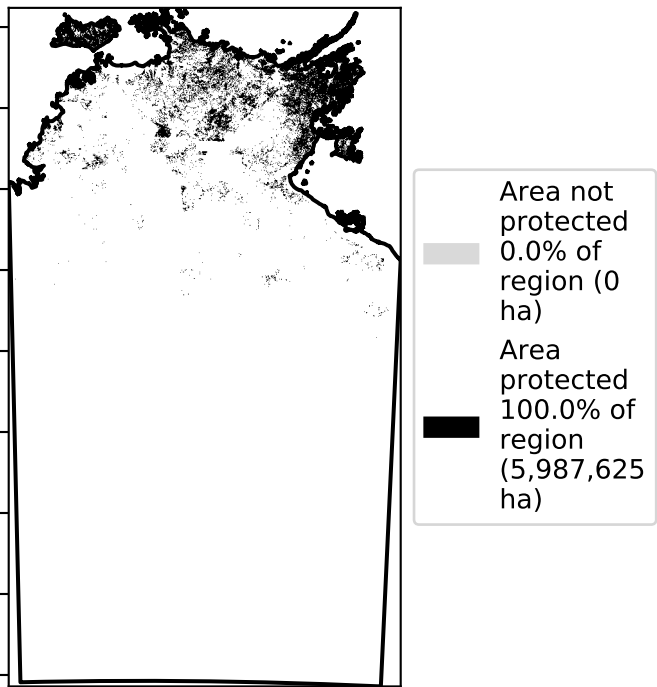 Area not
protected
0.0% of
region (0
ha)
Area
protected
100.0% of
region
(5,987,625
ha)